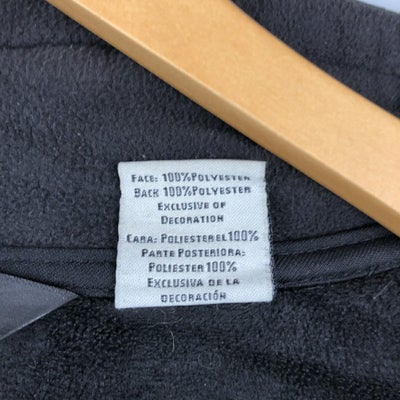 FACE: 100%POLYESTER
BACK 100%POLYESTER
EXCLUSIVE OF
DECORATION
CARA: POLIESTER EL 100%
PARTE POSTERIORA:
POLIESTER 100%
EXCLUSIVA DE LA
DECORACIÓN